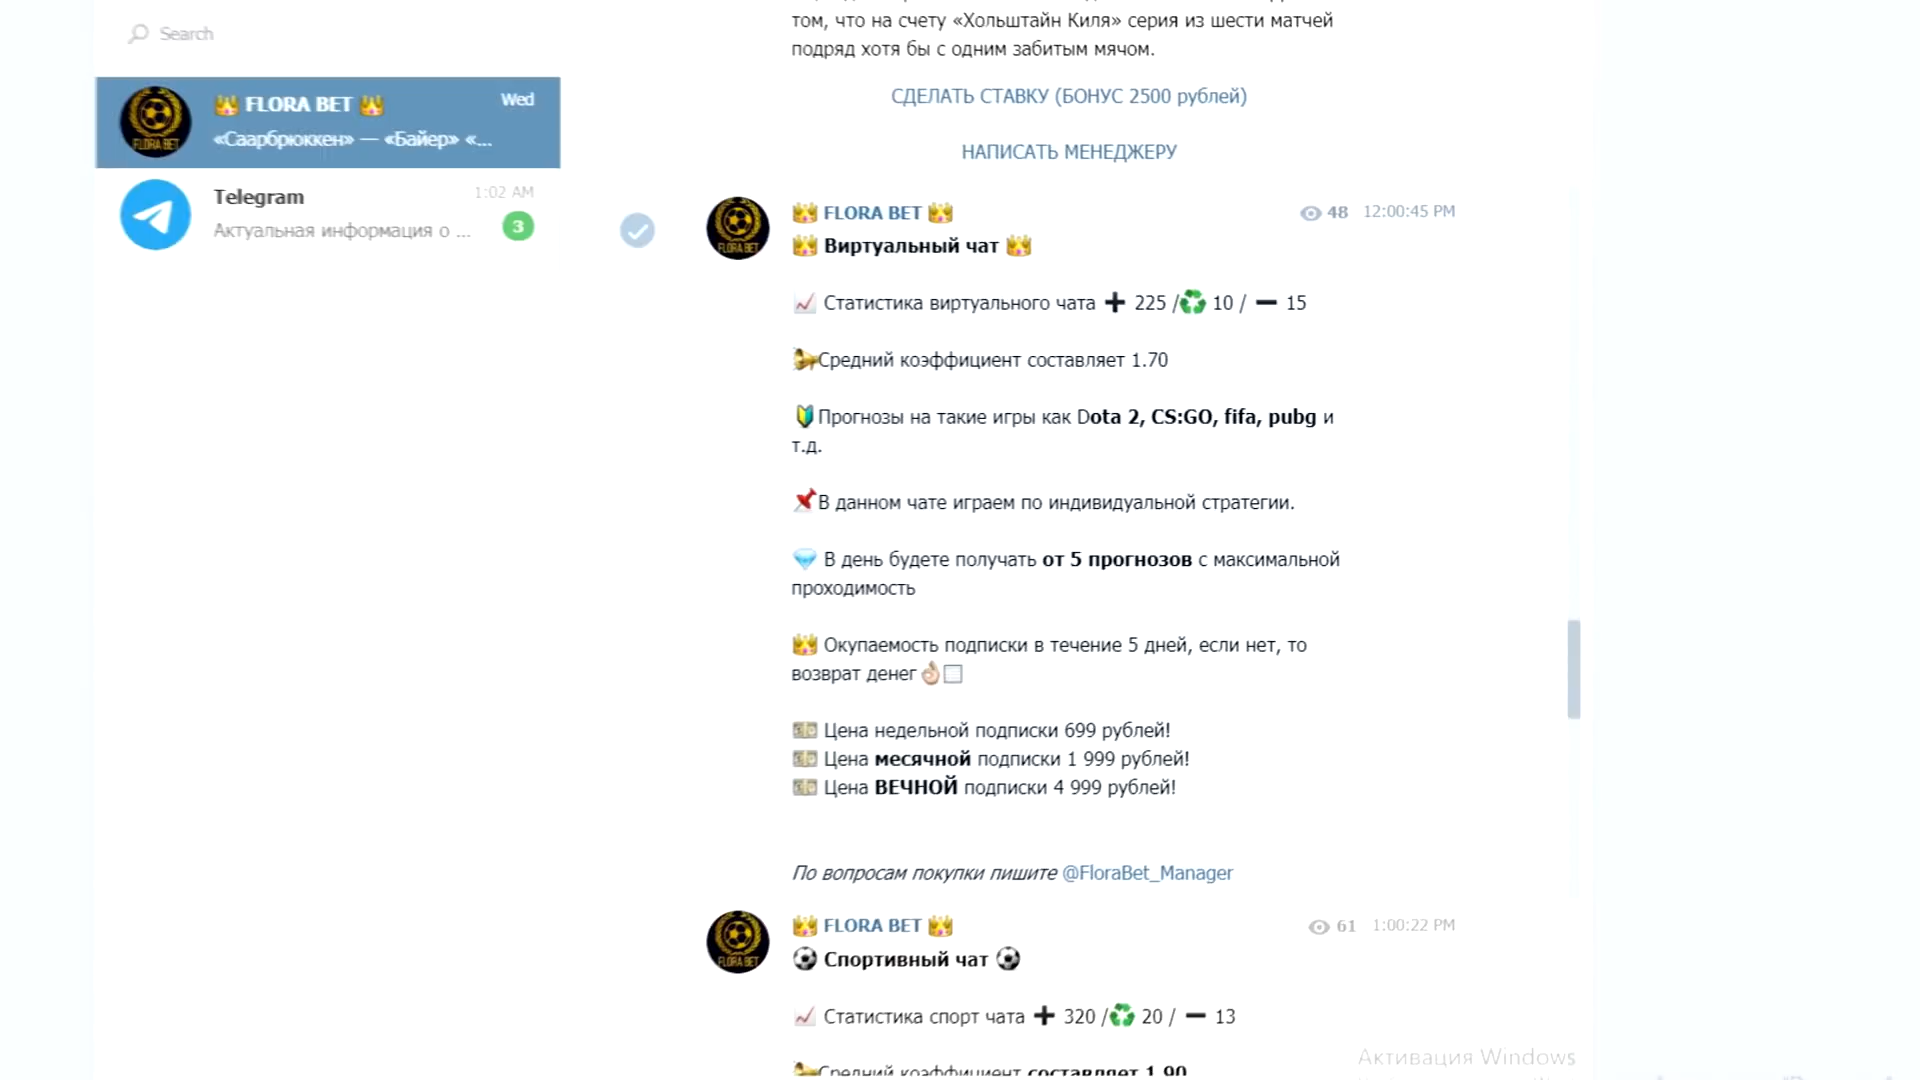 Search
FLORA BET
Wed
«Саарбрюккен» — «Байер» «...
Telegram
1:02 AM
Актуальная информация о ...
3
том, что на счету «Хольштайн Киля» серия из шести матчей
подряд хотя бы с одним забитым мячом.
СДЕЛАТЬ СТАВКУ (БОНУС 2500 рублей)
НАПИСАТЬ МЕНЕДЖЕРУ
FLORA BET
48 12:00:45 PM
Виртуальный чат
Статистика виртуального чата ➕ 225 /♻ 10 / ➖ 15
Средний коэффициент составляет 1.70
Прогнозы на такие игры как Dota 2, CS:GO, fifa, pubg и
т.д.
В данном чате играем по индивидуальной стратегии.
В день будете получать от 5 прогнозов с максимальной
проходимость
Окупаемость подписки в течение 5 дней, если нет, то
возврат денег
Цена недельной подписки 699 рублей!
Цена месячной подписки 1 999 рублей!
Цена ВЕЧНОЙ подписки 4 999 рублей!
По вопросам покупки пишите @FloraBet_Manager
FLORA BET
61 1:00:22 PM
Спортивный чат
Статистика спорт чата ➕ 320 /♻ 20 / ➖ 13
Средний коэффициент составляет 1.90
Активация Windows